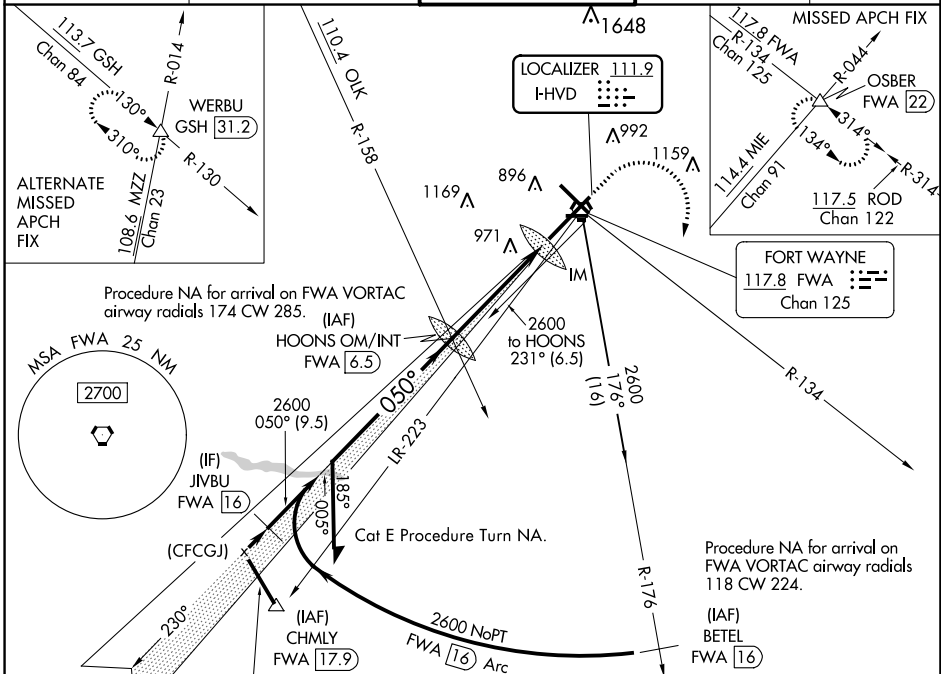 113.7 GSH
Chan 84
R-014
130°
310°
WERBU
GSH 31.2
R-130
108.6 MZZ
Chan 23
ALTERNATE
MISSED
APCH
FIX
110.4 OLK
R-158
1648
LOCALIZER 111.9
I-HVD
992
1159
896
1169
971
IM
117.8 FWA
R-134
Chan 125
MISSED APCH FIX
R-044
OSBER
FWA 22
314°
134°
R-314
114.4 MIE
Chan 91
117.5 ROD
Chan 122
FORT WAYNE
117.8 FWA
Chan 125
Procedure NA for arrival on FWA VORTAC
airway radials 174 CW 285.
(IAF)
HOONS OM/INT
FWA 6.5
2600
to HOONS
231° (6.5)
2600
176°
(16)
R-134
MSA FWA 25 NM
2700
2600
050° (9.5)
050°
LR-223
(IF)
JIVBU
FWA 16
185°
005°
(CFCGJ)
Cat E Procedure Turn NA.
230°
(IAF)
CHMLY
FWA 17.9
2600 NoPT
FWA 16 Arc
R-176
Procedure NA for arrival on
FWA VORTAC airway radials
118 CW 224.
(IAF)
BETEL
FWA 16